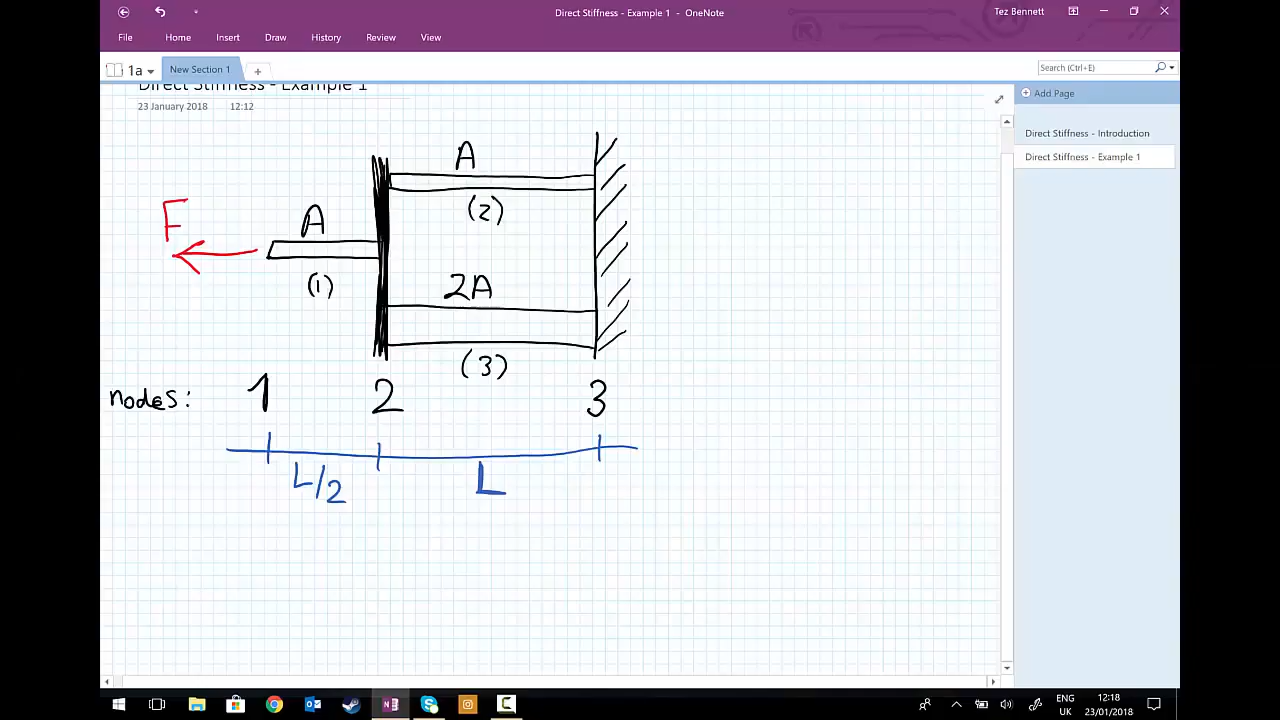 Direct Stiffness - Example 1 - OneNote
Tez Bennett
File Home Insert Draw History Review View
1a New Section 1 +
Search (Ctrl+E)
Direct Stiffness - Example 1
23 January 2018 12:12
Add Page
Direct Stiffness - Introduction
Direct Stiffness - Example 1
A
F
A
(2)
(1)
2A
(3)
nodes: 1 2 3
L/2 L
ENG 12:18
UK 23/01/2018